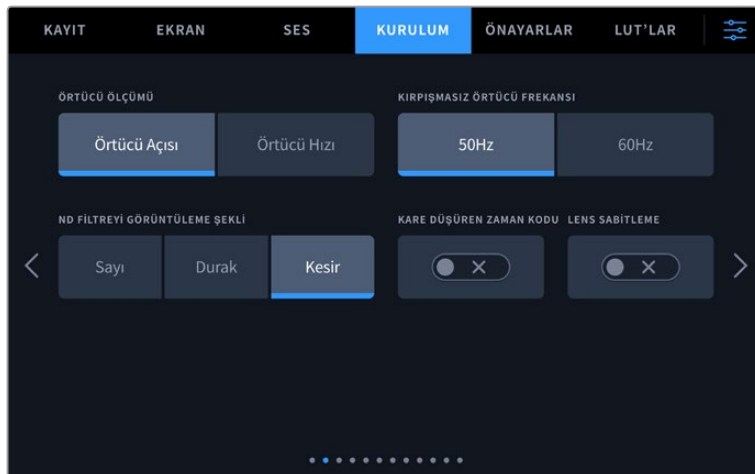 KAYIT EKRAN SES KURULUM ÖNAYARLAR LUT'LAR
ÖRTÜCÜ ÖLÇÜMÜ KIRPIŞMASIZ ÖRTÜCÜ FREKANSI
Örtücü Açısı Örtücü Hızı 50Hz 60Hz
ND FİLTREYİ GÖRÜNTÜLEME ŞEKLİ KARE DÜŞÜREN ZAMAN KODU LENS SABİTLEME
Sayı Durak Kesir